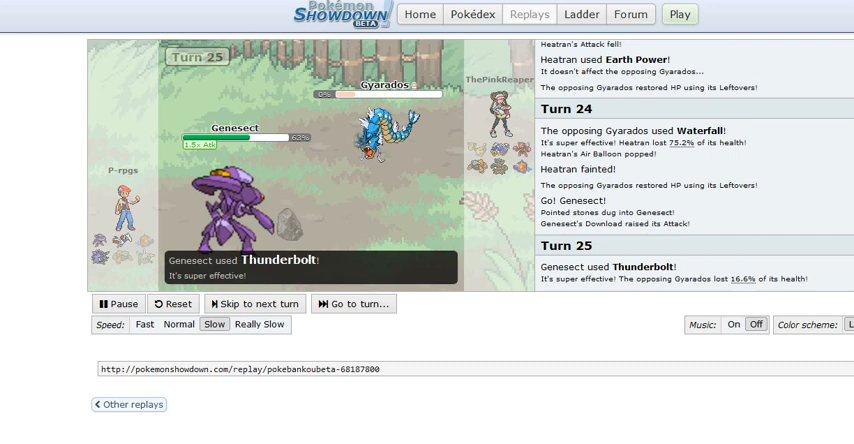 Pokémon
SHOWDOWN!
BETA
Home
Pokédex
Replays
Ladder
Forum
Play
Turn 25
Gyarados
0%
Genesect
63%
1.5× Atk
P-rpgs
ThePinkReaper
Genesect used Thunderbolt!
It's super effective!
Heatran's Attack fell!
Heatran used Earth Power!
It doesn't affect the opposing Gyarados...
The opposing Gyarados restored HP using its Leftovers!
Turn 24
The opposing Gyarados used Waterfall!
It's super effective! Heatran lost 75.2% of its health!
Heatran's Air Balloon popped!
Heatran fainted!
The opposing Gyarados restored HP using its Leftovers!
Go! Genesect!
Pointed stones dug into Genesect!
Genesect's Download raised its Attack!
Turn 25
Genesect used Thunderbolt!
It's super effective! The opposing Gyarados lost 16.6% of its health!
Pause
Reset
Skip to next turn
Go to turn...
Speed: Fast Normal Slow Really Slow
Music: On Off
Color scheme: L
http://pokemonshowdown.com/replay/pokebankoubeta-68187800
Other replays